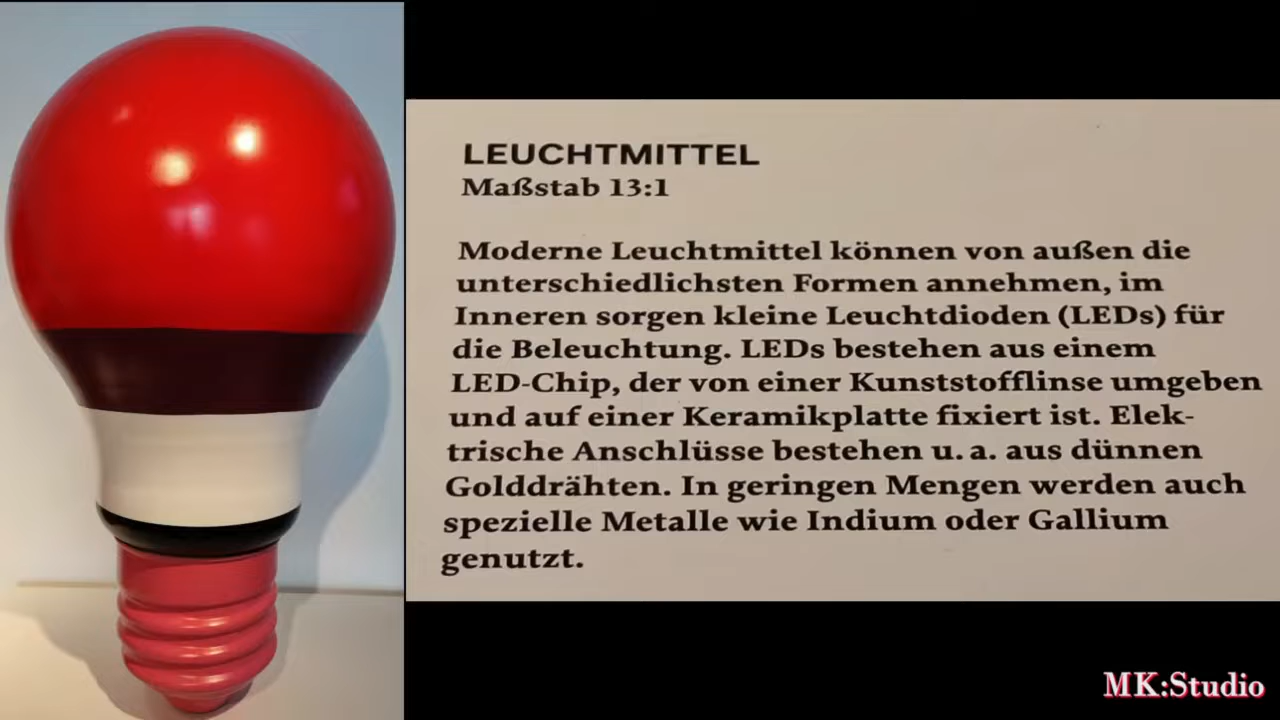 LEUCHTMITTEL
Maßstab 13:1
Moderne Leuchtmittel können von außen die
unterschiedlichsten Formen annehmen, im
Inneren sorgen kleine Leuchtdioden (LEDs) für
die Beleuchtung. LEDs bestehen aus einem
LED-Chip, der von einer Kunststofflinse umgeben
und auf einer Keramikplatte fixiert ist. Elek-
trische Anschlüsse bestehen u. a. aus dünnen
Golddrähten. In geringen Mengen werden auch
spezielle Metalle wie Indium oder Gallium
genutzt.
MK:Studio